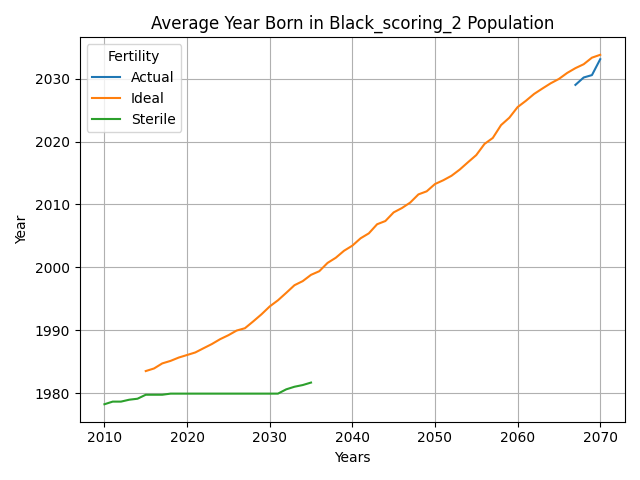 Average Year Born in Black_scoring_2 Population
Fertility
Actual
Ideal
Sterile
Year
2030
2020
2010
2000
1990
1980
2010 2020 2030 2040 2050 2060 2070
Years